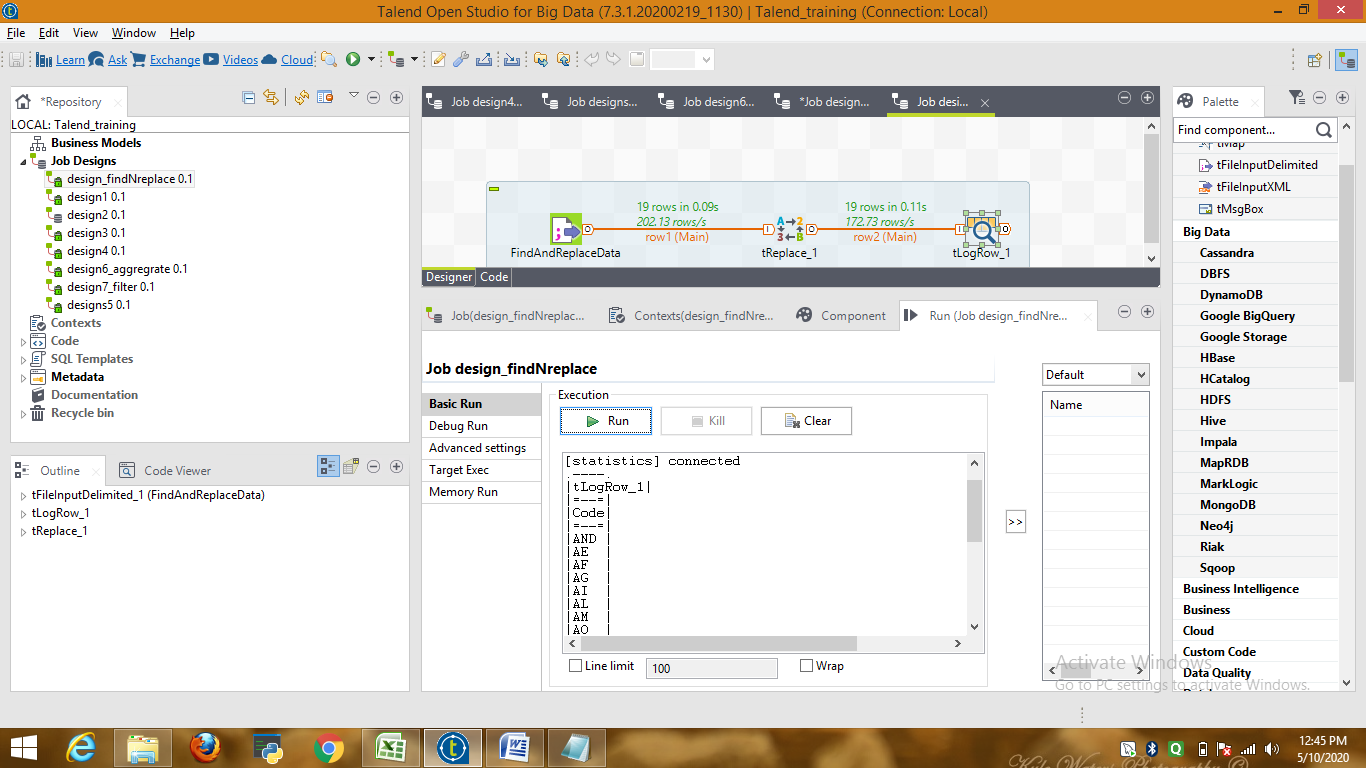 Talend Open Studio for Big Data (7.3.1.20200219_1130) | Talend_training (Connection: Local)
File Edit View Window Help
Learn Ask Exchange Videos Cloud
*Repository
LOCAL: Talend_training
Business Models
Job Designs
design_findNreplace 0.1
design1 0.1
design2 0.1
design3 0.1
design4 0.1
design6_aggregrate 0.1
design7_filter 0.1
designs5 0.1
Contexts
Code
SQL Templates
Metadata
Documentation
Recycle bin
Outline
Code Viewer
tFileInputDelimited_1 (FindAndReplaceData)
tLogRow_1
tReplace_1
Job design4...
Job designs...
Job design6...
*Job design...
Job desi...
19 rows in 0.09s
202.13 rows/s
row1 (Main)
19 rows in 0.11s
172.73 rows/s
row2 (Main)
FindAndReplaceData
tReplace_1
tLogRow_1
Designer Code
Job(design_findNreplac...
Contexts(design_findNre...
Component
Run (Job design_findNre...
Job design_findNreplace
Basic Run
Debug Run
Advanced settings
Target Exec
Memory Run
Execution
Run
Kill
Clear
[statistics] connected
.----.
|tLogRow_1|
|=--=|
|Code|
|=--=|
|AND |
|AE |
|AF |
|AG |
|AI |
|AL |
|AM |
|AO |
Line limit
100
Wrap
>>
Default
Name
Palette
Find component...
tMap
tFileInputDelimited
tFileInputXML
tMsgBox
Big Data
Cassandra
DBFS
DynamoDB
Google BigQuery
Google Storage
HBase
HCatalog
HDFS
Hive
Impala
MapRDB
MarkLogic
MongoDB
Neo4j
Riak
Sqoop
Business Intelligence
Business
Cloud
Custom Code
Data Quality
Activate Windows
Go to PC settings to activate Windows.
12:45 PM
5/10/2020